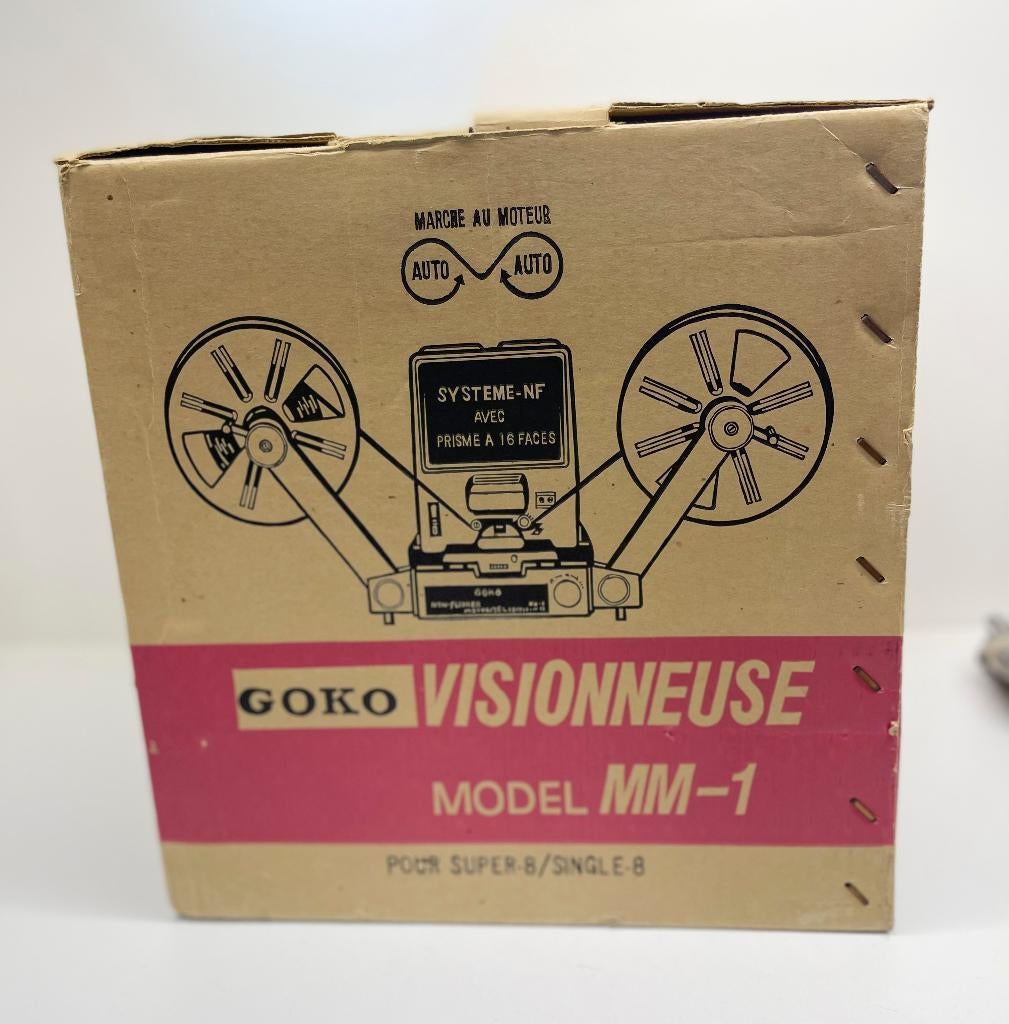 MARCHE AU MOTEUR
AUTO AUTO
SYSTEME-NF
AVEC
PRISME A 16 FACES
GOKO
GOKO VISIONNEUSE
MODEL MM-1
POUR SUPER-8/SINGLE-8